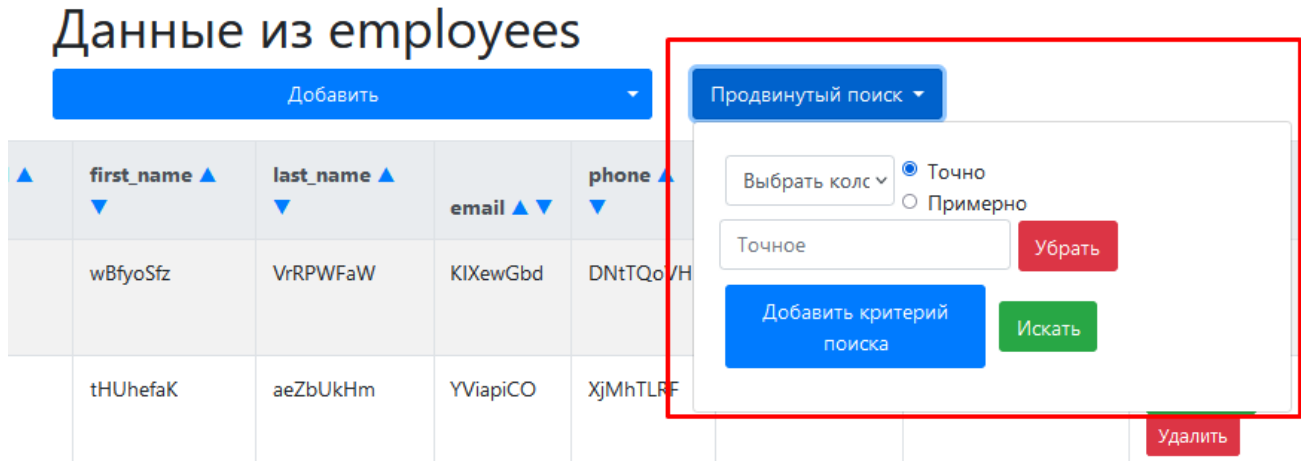 Данные из employees
Добавить
Продвинутый поиск
first_name
last_name
email
phone
Выбрать колс
Точно
Примерно
Точное
Убрать
Добавить критерий
поиска
Искать
wBfyoSfz
VrRPWFaW
DNtTQoVH
tHUhefaK
aeZbUkHm
YViapiCO
XjMhTLRF
Удалить